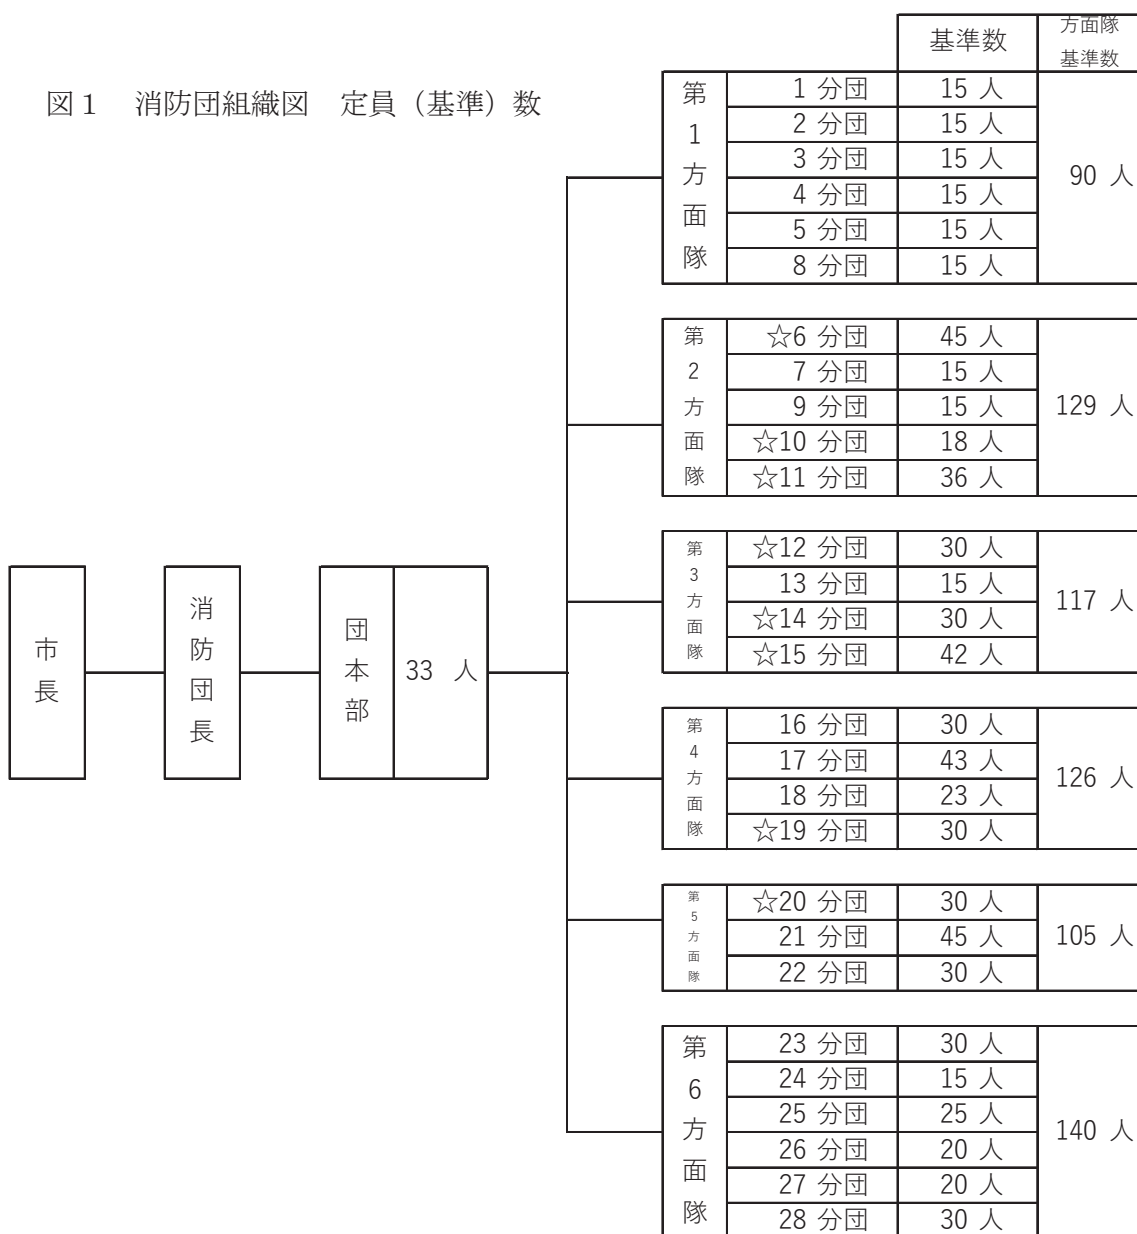 基準数 方面隊基準数
図1 消防団組織図 定員（基準）数
第1方面隊 90 人
1 分団 15 人
2 分団 15 人
3 分団 15 人
4 分団 15 人
5 分団 15 人
8 分団 15 人
第2方面隊 129 人
☆6 分団 45 人
7 分団 15 人
9 分団 15 人
☆10 分団 18 人
☆11 分団 36 人
第3方面隊 117 人
☆12 分団 30 人
13 分団 15 人
☆14 分団 30 人
☆15 分団 42 人
市長
消防団長
団本部 33 人
第4方面隊 126 人
16 分団 30 人
17 分団 43 人
18 分団 23 人
☆19 分団 30 人
第5方面隊 105 人
☆20 分団 30 人
21 分団 45 人
22 分団 30 人
第6方面隊 140 人
23 分団 30 人
24 分団 15 人
25 分団 25 人
26 分団 20 人
27 分団 20 人
28 分団 30 人